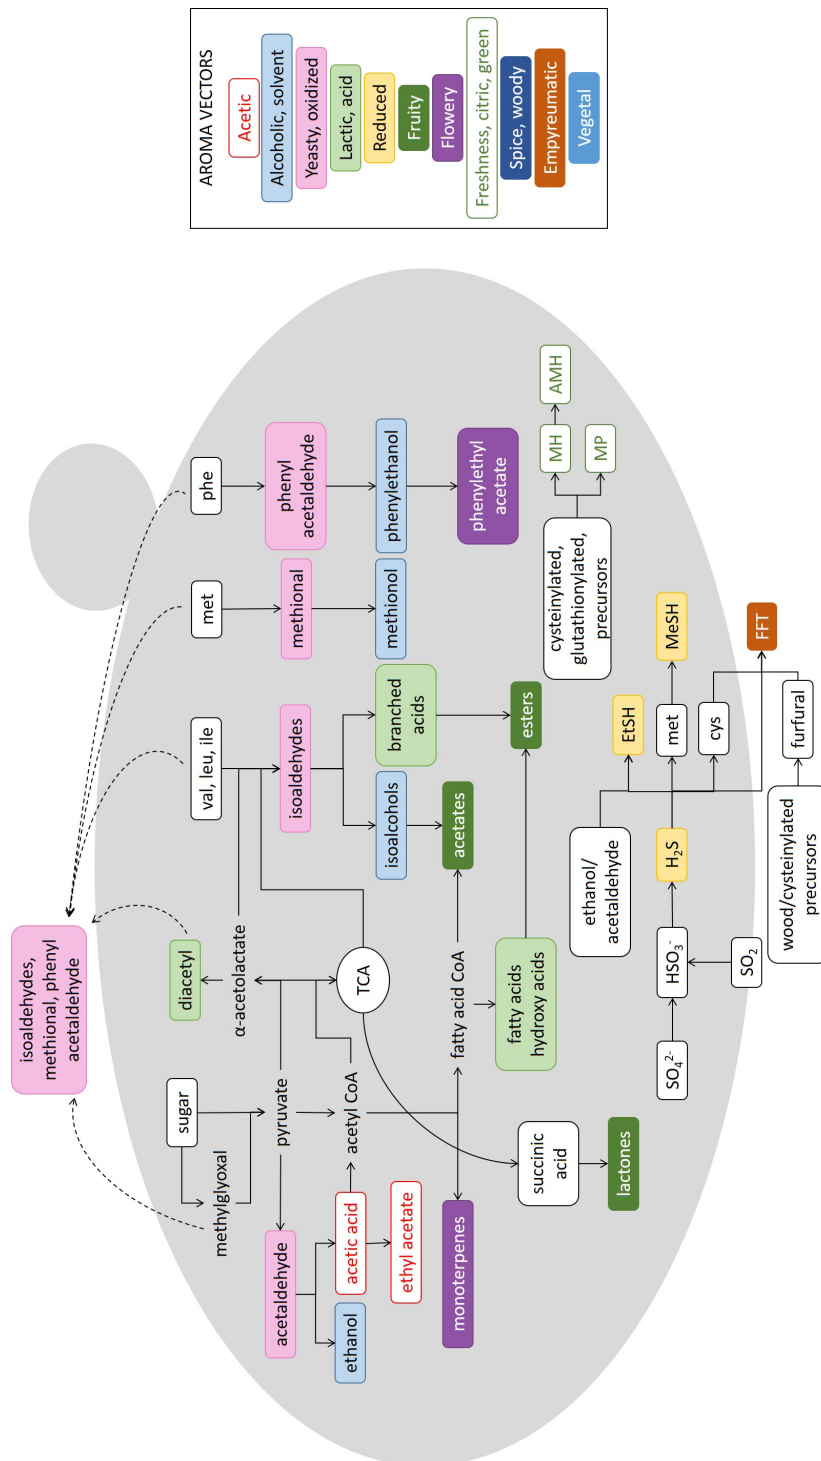 isoaldehydes,
methional, phenyl
acetaldehyde
sugar
methylglyoxal
diacetyl
val, leu, ile
met
phe
acetaldehyde
pyruvate
α-acetolactate
isoaldehydes
methional
phenyl
acetaldehyde
ethanol
acetic acid
acetyl CoA
TCA
isoalcohols
branched
acids
methionol
phenylethanol
ethyl acetate
monoterpenes
fatty acid CoA
acetates
phenylethyl
acetate
fatty acids
hydroxy acids
esters
succinic
acid
lactones
cysteinylated,
glutathionylated,
precursors
MH
AMH
MP
ethanol/
acetaldehyde
EtSH
SO₄²⁻
HSO₃⁻
H₂S
met
MeSH
SO₂
cys
FFT
wood/cysteinylated
precursors
furfural
AROMA VECTORS
Acetic
Alcoholic, solvent
Yeasty, oxidized
Lactic, acid
Reduced
Fruity
Flowery
Freshness, citric, green
Spice, woody
Empyreumatic
Vegetal